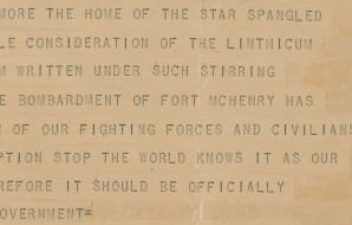 MORE THE HOME OF THE STAR SPANGLED
LE CONSIDERATION OF THE LINTHICUM
M WRITTEN UNDER SUCH STIRRING
E BOMBARDMENT OF FORT MCHENRY HAS
N OF OUR FIGHTING FORCES AND CIVILIANS
PTION STOP THE WORLD KNOWS IT AS OUR
REFORE IT SHOULD BE OFFICIALLY
OVERNMENT=